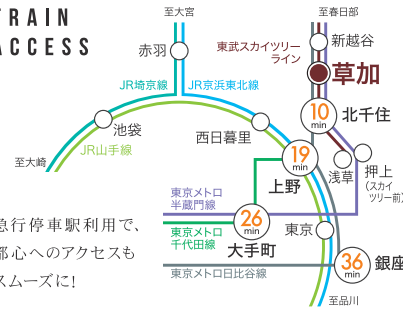 TRAIN
ACCESS
至大宮
至春日部
赤羽
東武スカイツリー
ライン
新越谷
草加
JR埼京線
JR京浜東北線
10
min
北千住
池袋
西日暮里
JR山手線
至大崎
19
min
上野
浅草
押上
(スカイ
ツリー前)
東京メトロ
半蔵門線
26
min
大手町
東京メトロ
千代田線
東京
急行停車駅利用で、
都心へのアクセスも
スムーズに!
東京メトロ日比谷線
36
min
銀座
至品川